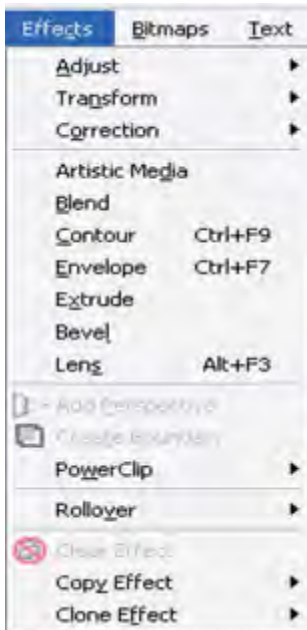 Effects Bitmaps Text
Adjust
Transform
Correction
Artistic Media
Blend
Contour Ctrl+F9
Envelope Ctrl+F7
Extrude
Bevel
Lens Alt+F3
Add Perspective
Create Boundary
PowerClip
Rollover
Clear Effect
Copy Effect
Clone Effect